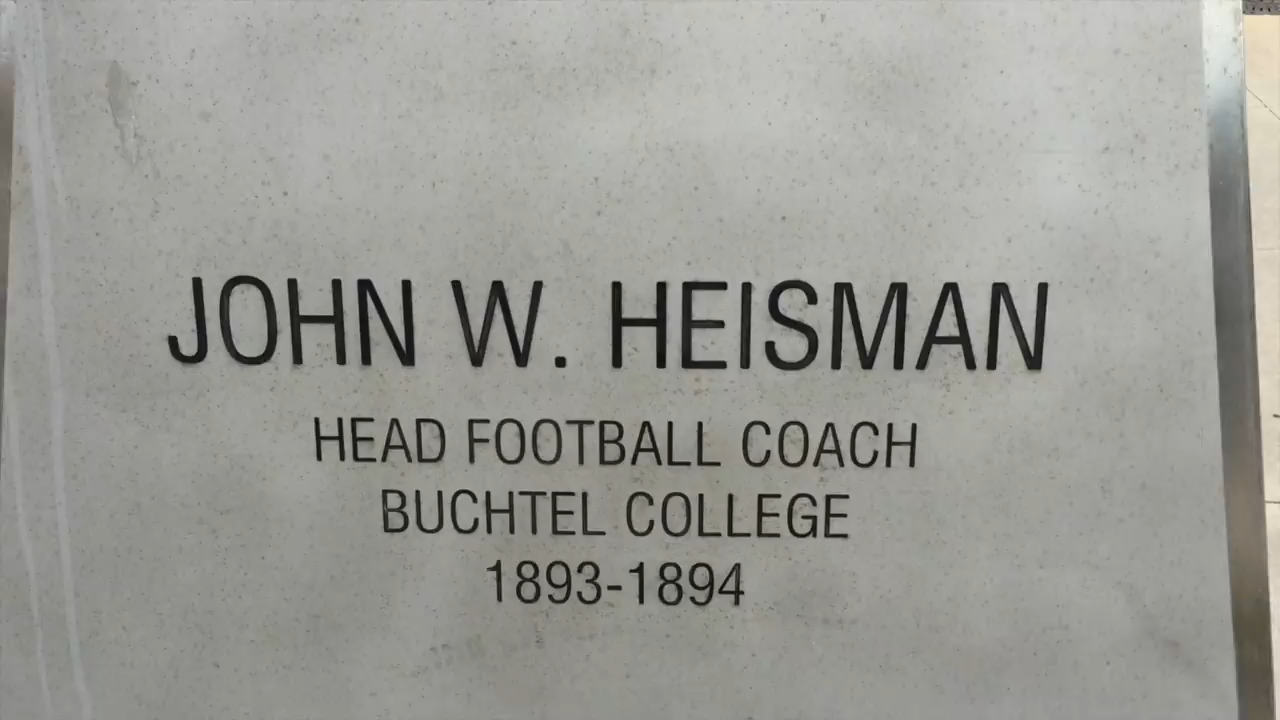 JOHN W. HEISMAN
HEAD FOOTBALL COACH
BUCHTEL COLLEGE
1893-1894